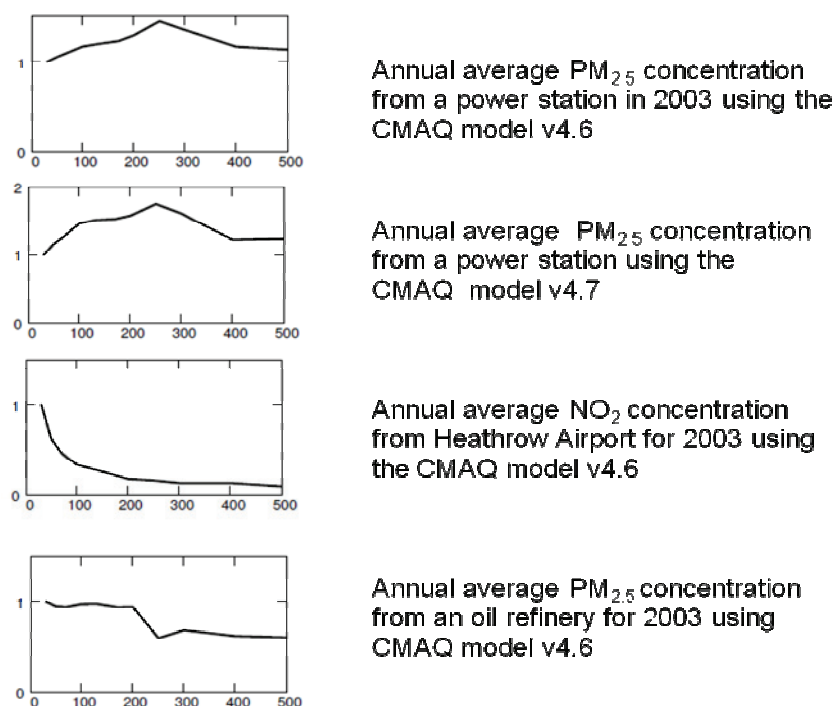 1
0
0 100 200 300 400 500
Annual average PM2.5 concentration
from a power station in 2003 using the
CMAQ model v4.6
2
1
0
0 100 200 300 400 500
Annual average PM2.5 concentration
from a power station using the
CMAQ model v4.7
1
0
0 100 200 300 400 500
Annual average NO2 concentration
from Heathrow Airport for 2003 using
the CMAQ model v4.6
1
0
0 100 200 300 400 500
Annual average PM2.5 concentration
from an oil refinery for 2003 using
CMAQ model v4.6